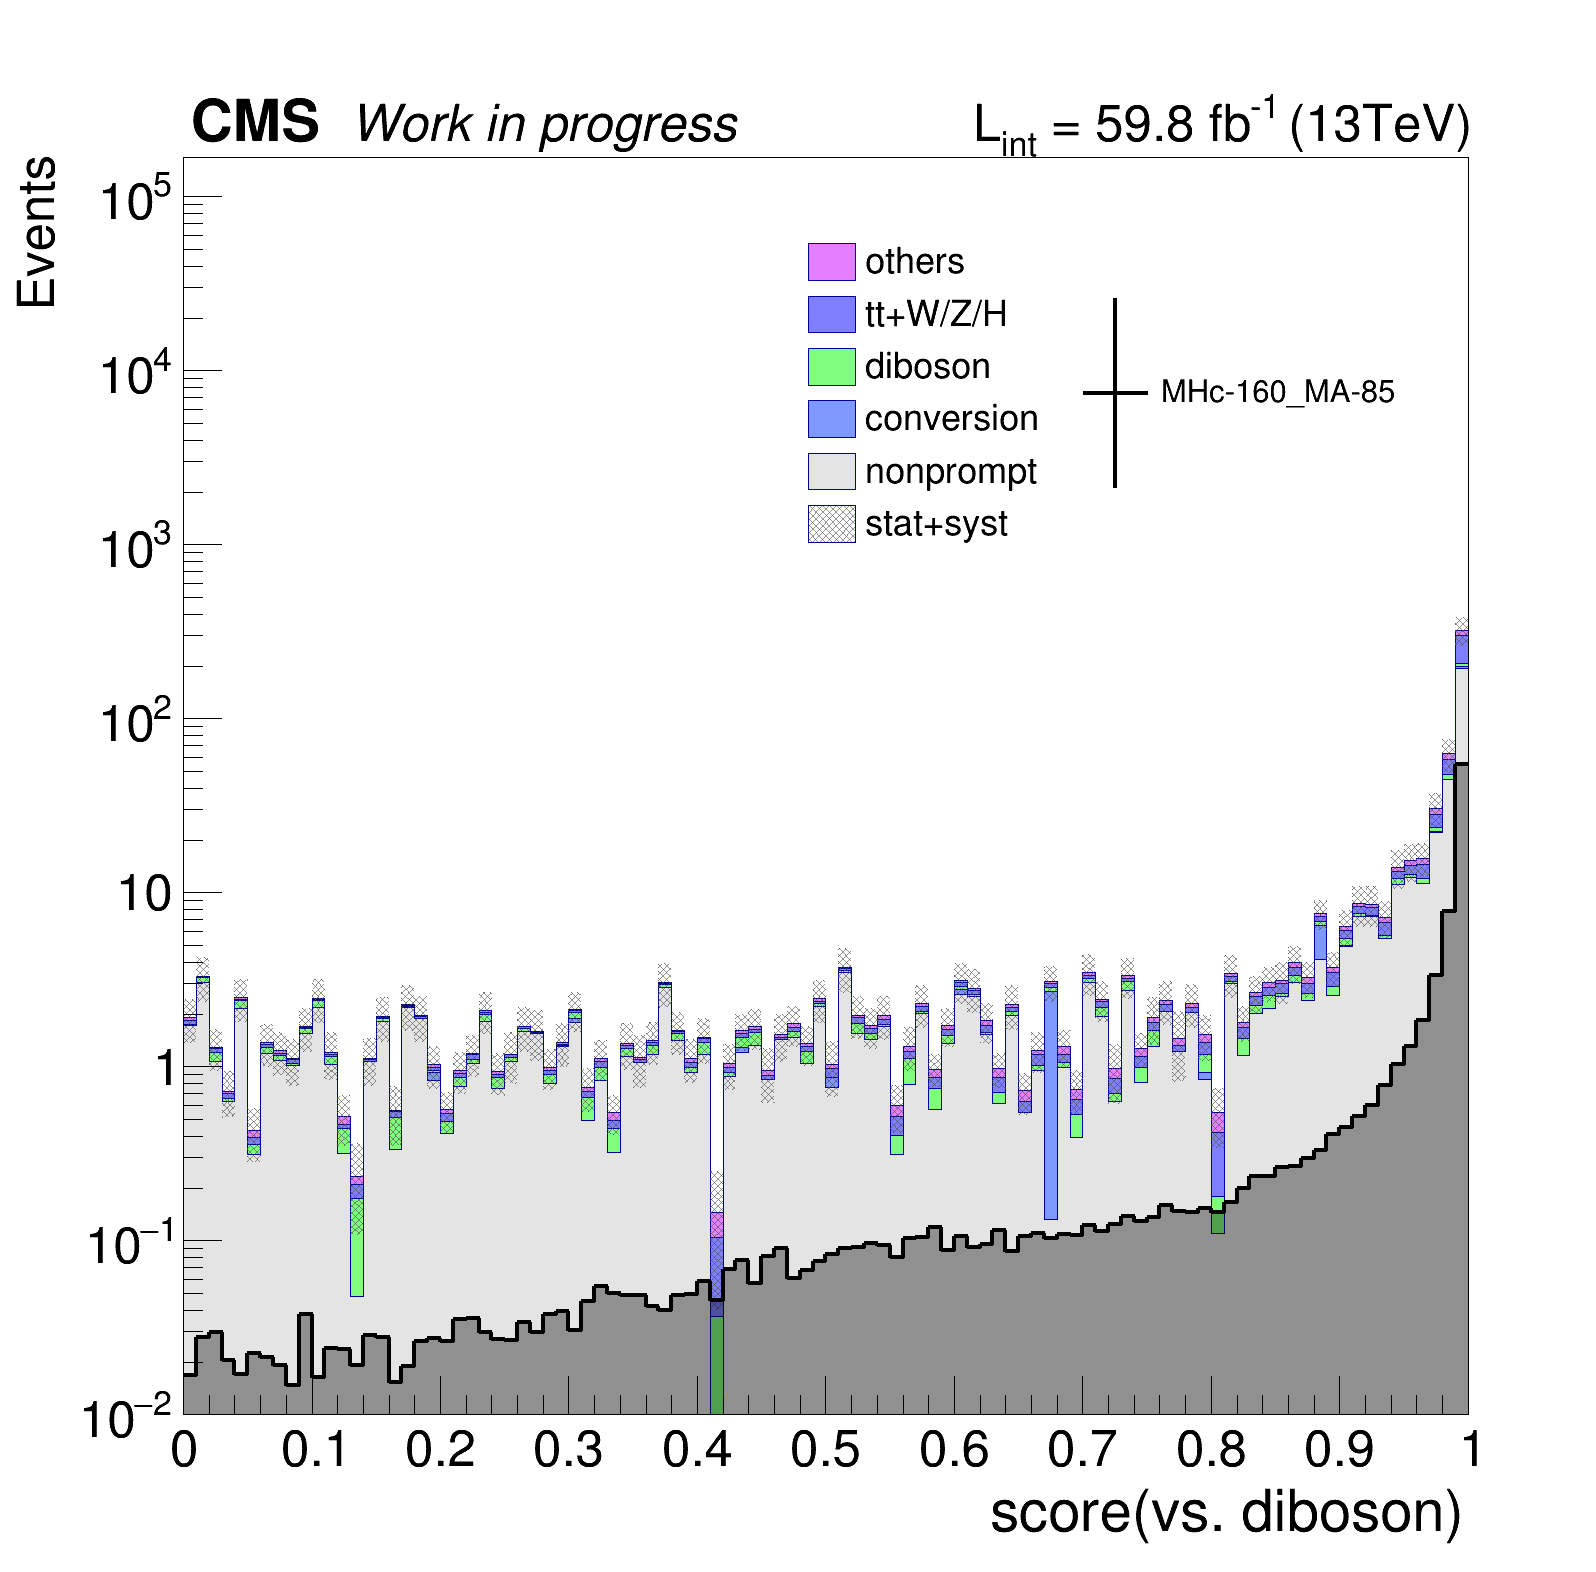 CMS Work in progress L_int = 59.8 fb^-1 (13TeV)
Events
10^5
10^4
10^3
10^2
10
1
10^−1
10^−2
others
tt+W/Z/H
diboson
conversion
nonprompt
stat+syst
MHc-160_MA-85
0 0.1 0.2 0.3 0.4 0.5 0.6 0.7 0.8 0.9 1
score(vs. diboson)